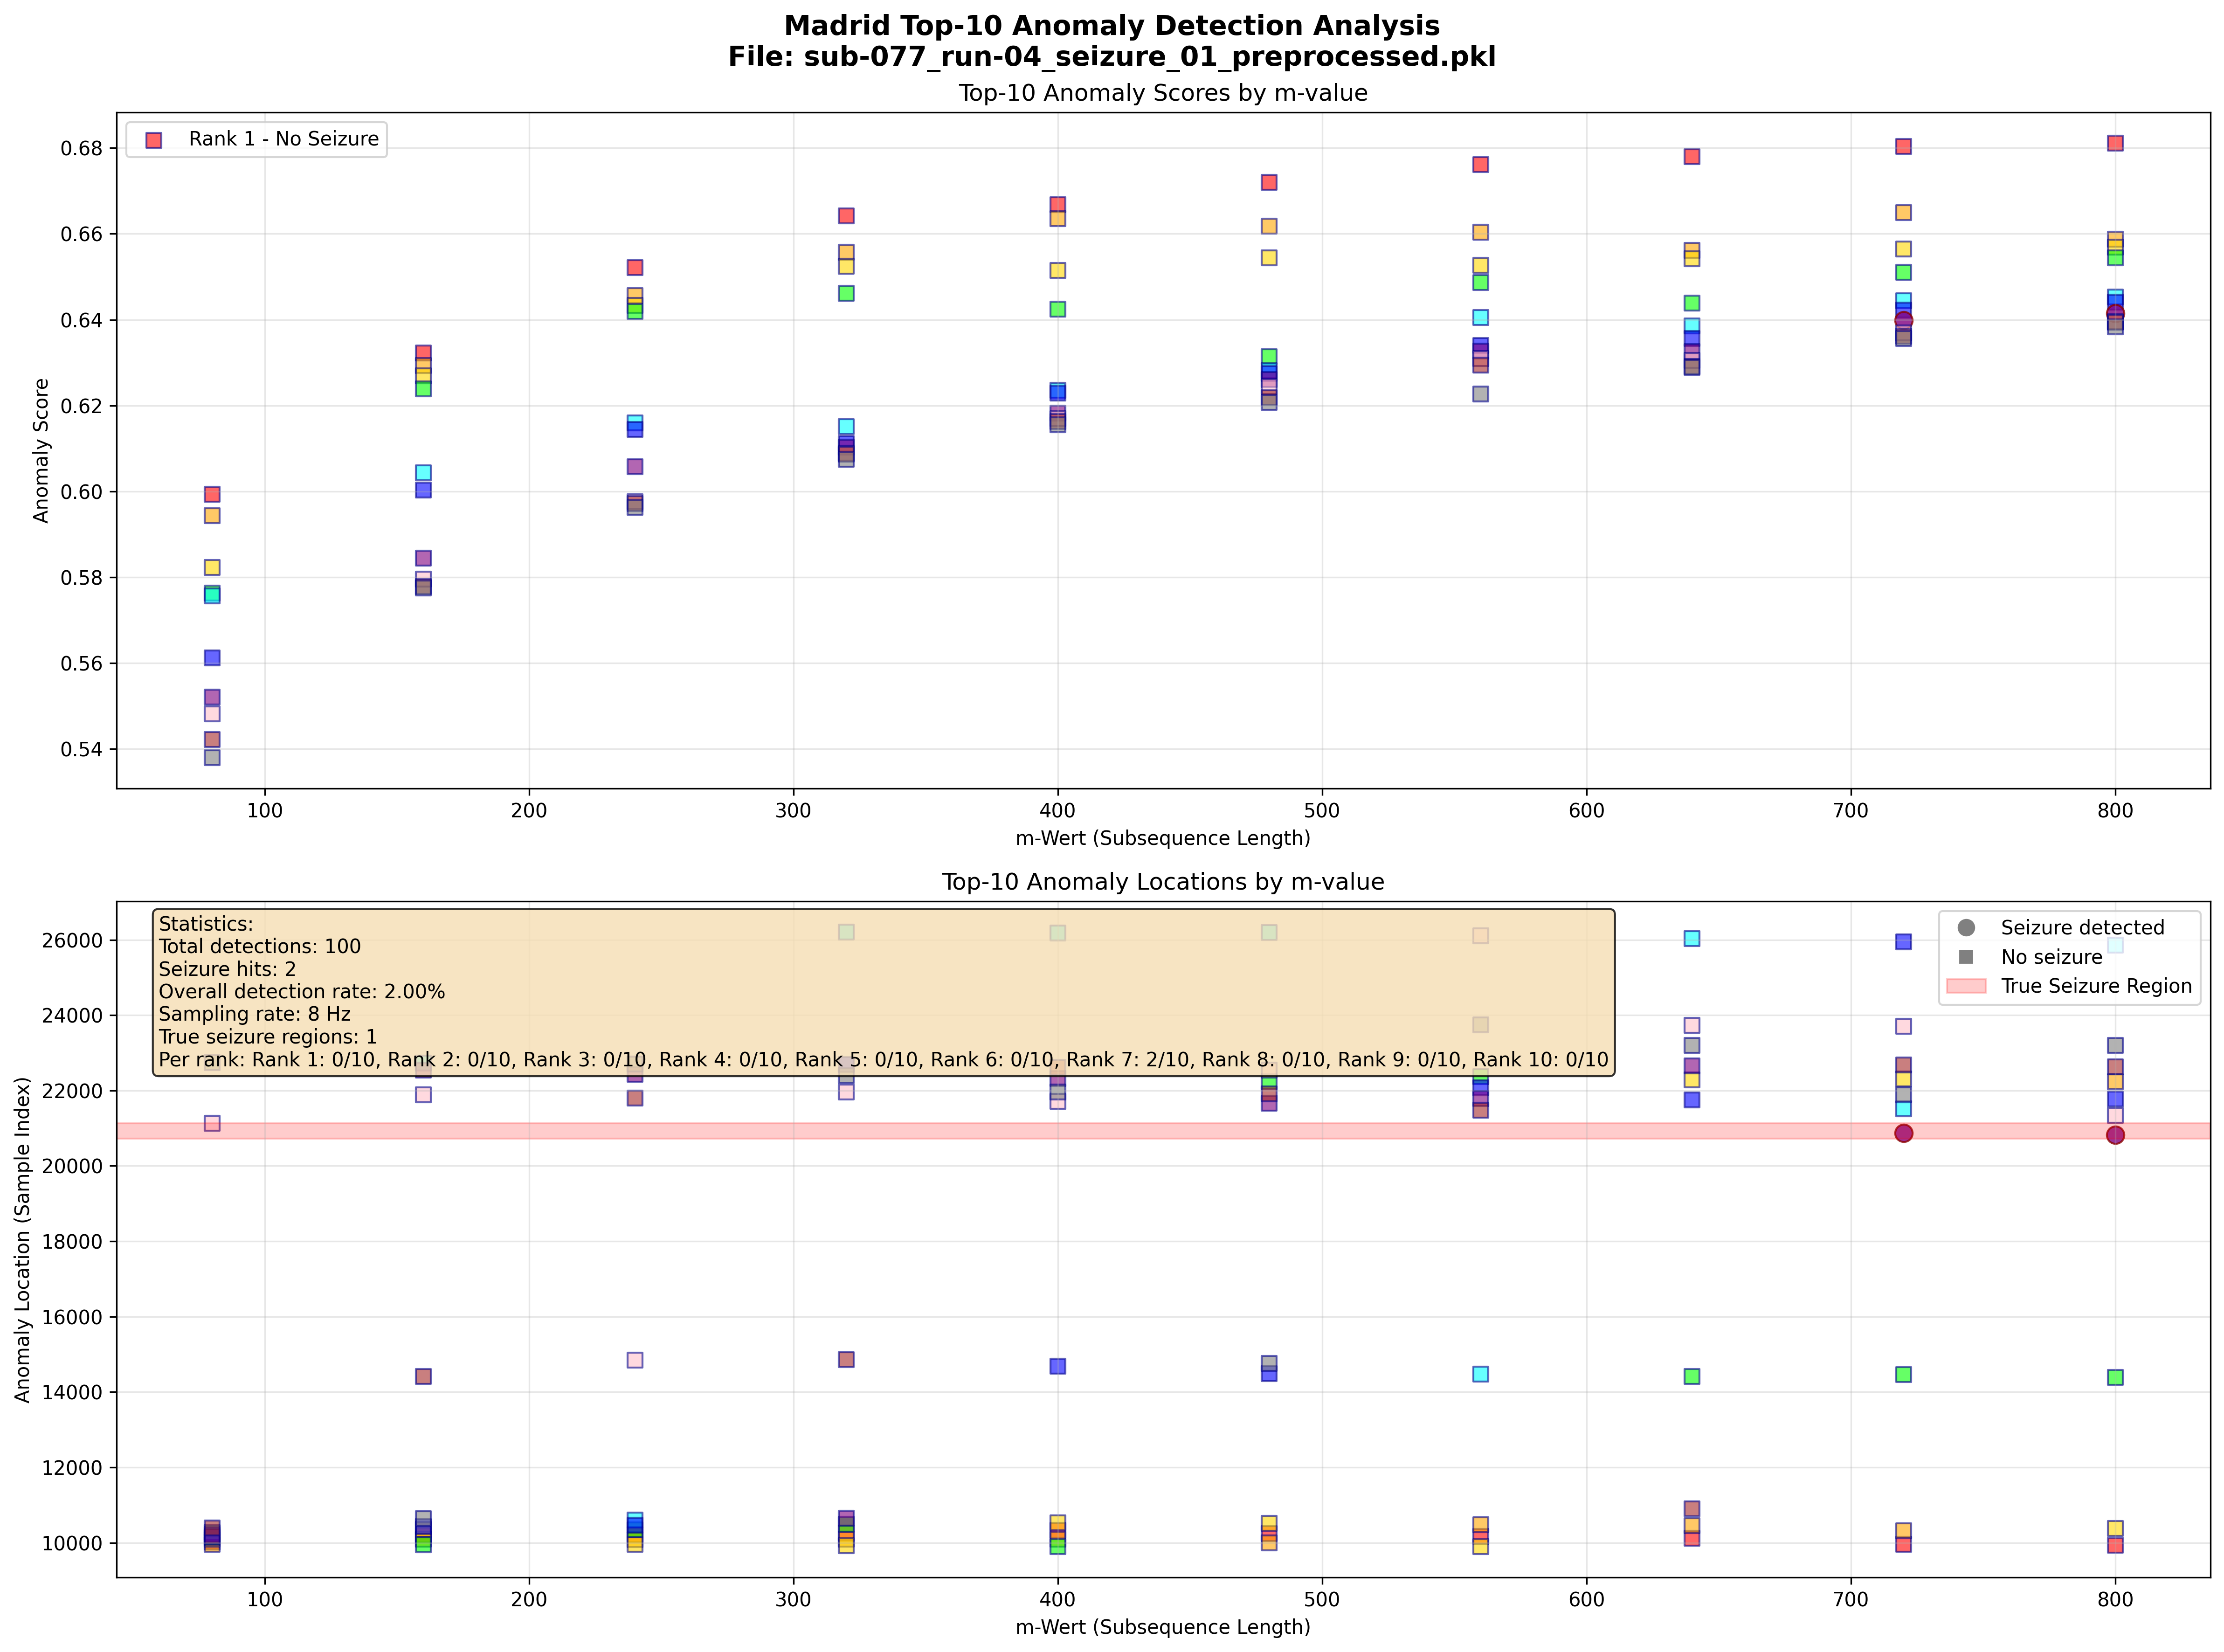 Madrid Top-10 Anomaly Detection Analysis
File: sub-077_run-04_seizure_01_preprocessed.pkl
Top-10 Anomaly Scores by m-value
Rank 1 - No Seizure
0.68
0.66
0.64
0.62
0.60
0.58
0.56
0.54
Anomaly Score
100 200 300 400 500 600 700 800
m-Wert (Subsequence Length)
Top-10 Anomaly Locations by m-value
Statistics:
Total detections: 100
Seizure hits: 2
Overall detection rate: 2.00%
Sampling rate: 8 Hz
True seizure regions: 1
Per rank: Rank 1: 0/10, Rank 2: 0/10, Rank 3: 0/10, Rank 4: 0/10, Rank 5: 0/10, Rank 6: 0/10, Rank 7: 2/10, Rank 8: 0/10, Rank 9: 0/10, Rank 10: 0/10
Seizure detected
No seizure
True Seizure Region
26000
24000
22000
20000
18000
16000
14000
12000
10000
Anomaly Location (Sample Index)
100 200 300 400 500 600 700 800
m-Wert (Subsequence Length)